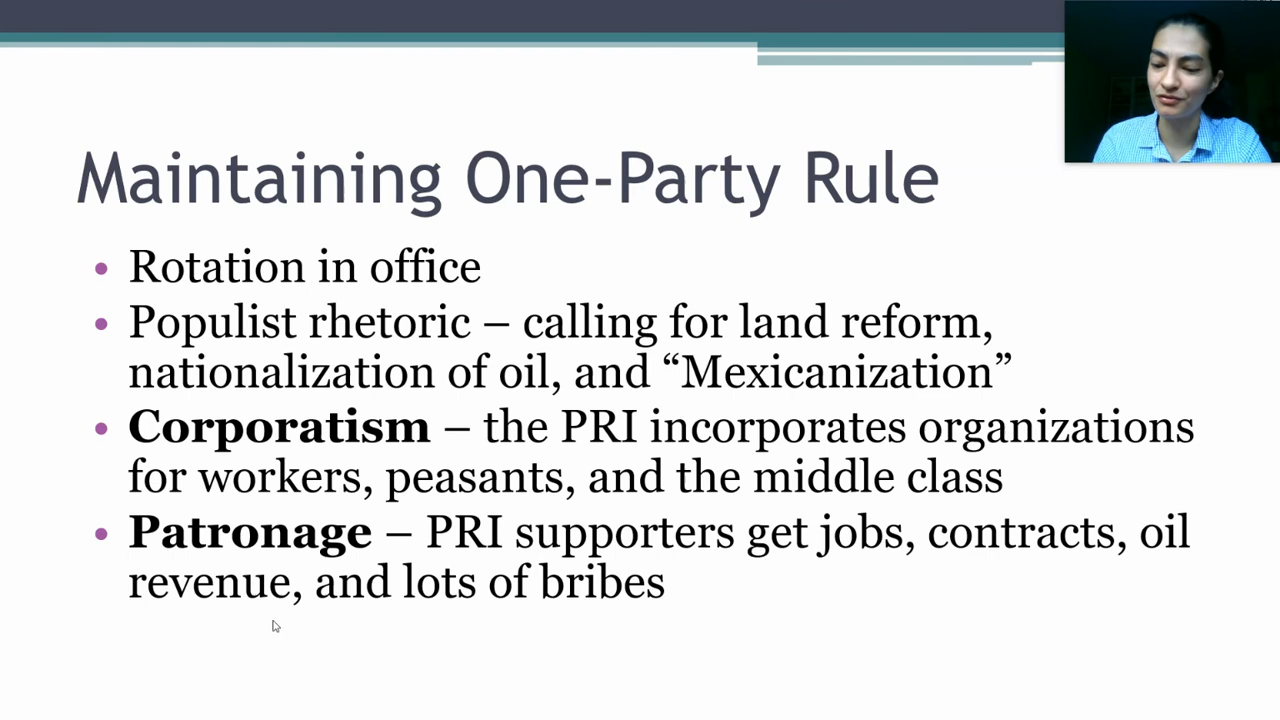 Maintaining One-Party Rule
• Rotation in office
• Populist rhetoric – calling for land reform,
nationalization of oil, and “Mexicanization”
• Corporatism – the PRI incorporates organizations
for workers, peasants, and the middle class
• Patronage – PRI supporters get jobs, contracts, oil
revenue, and lots of bribes